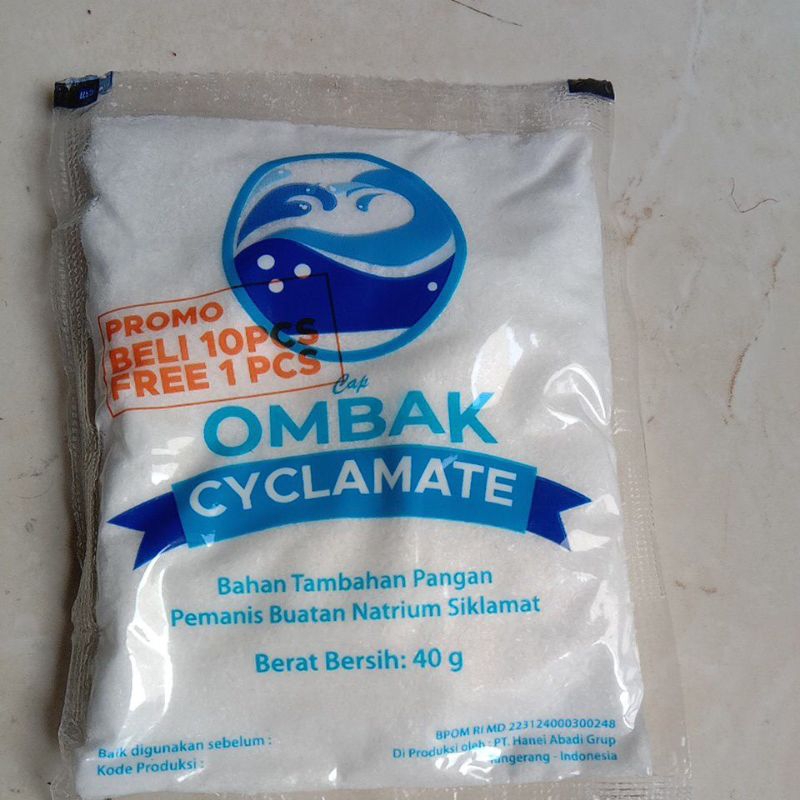 PROMO
BELI 10PCS
FREE 1 PCS
Cap
OMBAK
CYCLAMATE
Bahan Tambahan Pangan
Pemanis Buatan Natrium Siklamat
Berat Bersih: 40 g
Baik digunakan sebelum :
Kode Produksi :
BPOM RI MD 223124000300248
Di Produksi oleh : PT. Hanei Abadi Grup
Tangerang - Indonesia